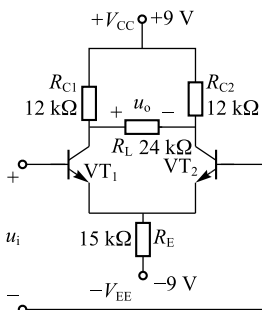 +V_CC +9 V
R_C1 12 kΩ
+ u_o −
R_C2 12 kΩ
R_L 24 kΩ
+ VT_1
VT_2
u_i
15 kΩ R_E
−
−V_EE −9 V